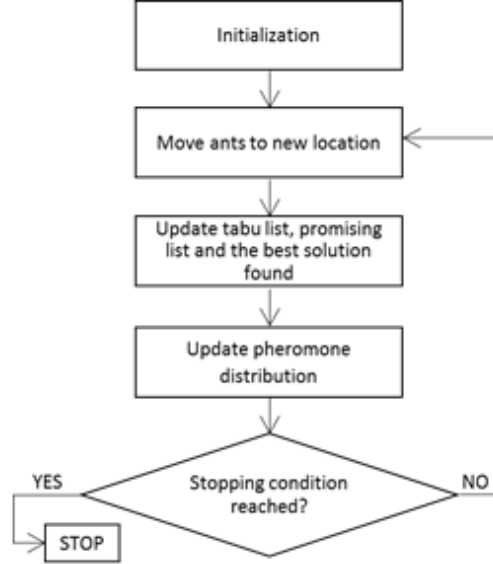 Initialization
Move ants to new location
Update tabu list, promising
list and the best solution
found
Update pheromone
distribution
YES
Stopping condition
reached?
NO
STOP